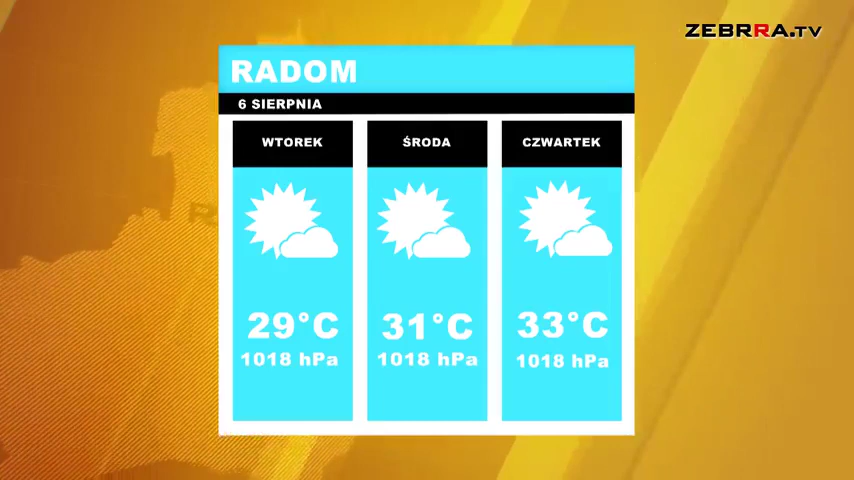 ZEBRRA.TV
RADOM
6 SIERPNIA
WTOREK
ŚRODA
CZWARTEK
29°C
31°C
33°C
1018 hPa
1018 hPa
1018 hPa